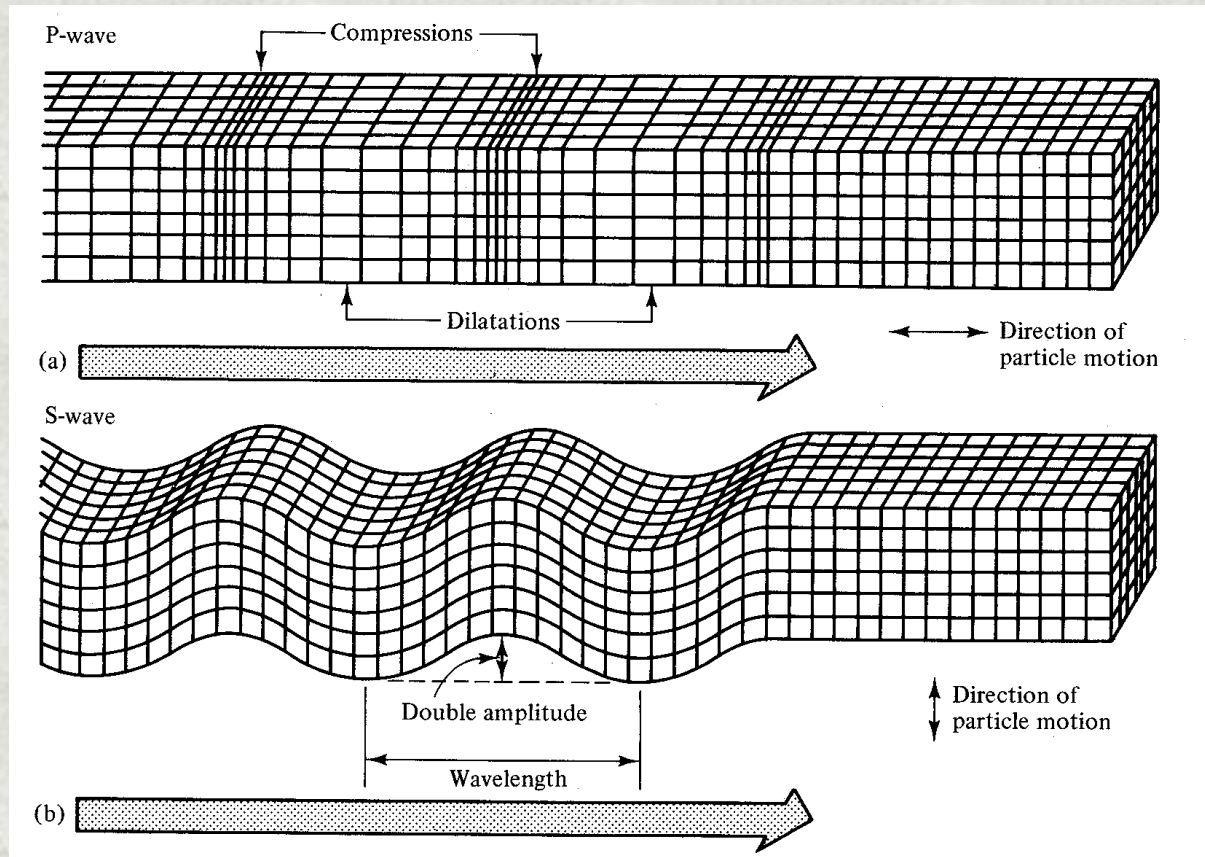 P-wave
Compressions
Dilatations
Direction of
particle motion
(a)
S-wave
Double amplitude
Direction of
particle motion
Wavelength
(b)